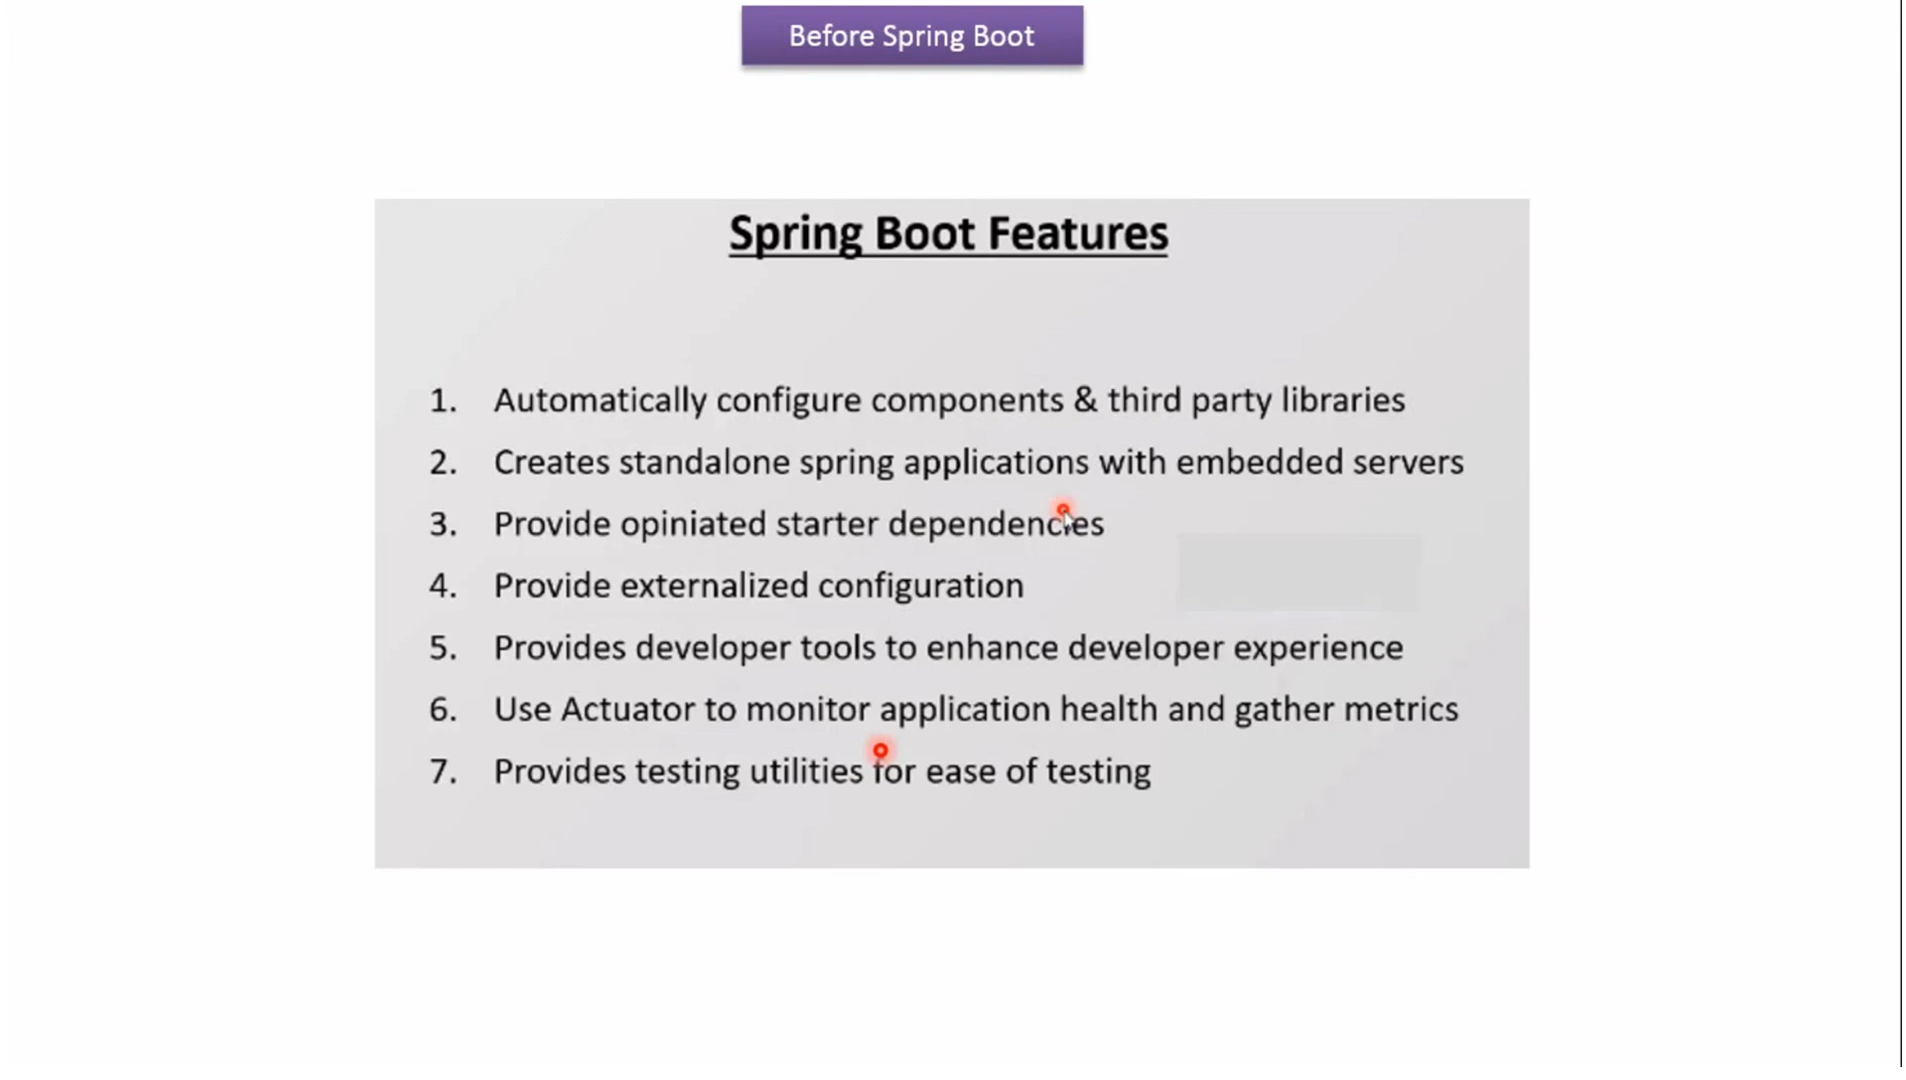 Before Spring Boot
Spring Boot Features
1. Automatically configure components & third party libraries
2. Creates standalone spring applications with embedded servers
3. Provide opiniated starter dependencies
4. Provide externalized configuration
5. Provides developer tools to enhance developer experience
6. Use Actuator to monitor application health and gather metrics
7. Provides testing utilities for ease of testing